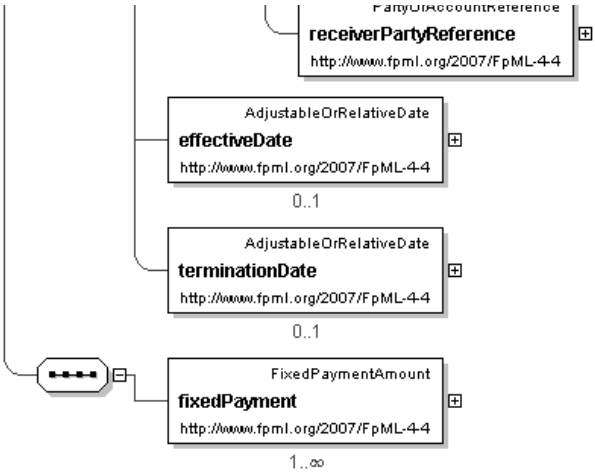 PartyOrAccountReference
receiverPartyReference
http://www.fpml.org/2007/FpML-4-4
AdjustableOrRelativeDate
effectiveDate
http://www.fpml.org/2007/FpML-4-4
0..1
AdjustableOrRelativeDate
terminationDate
http://www.fpml.org/2007/FpML-4-4
0..1
FixedPaymentAmount
fixedPayment
http://www.fpml.org/2007/FpML-4-4
1..∞